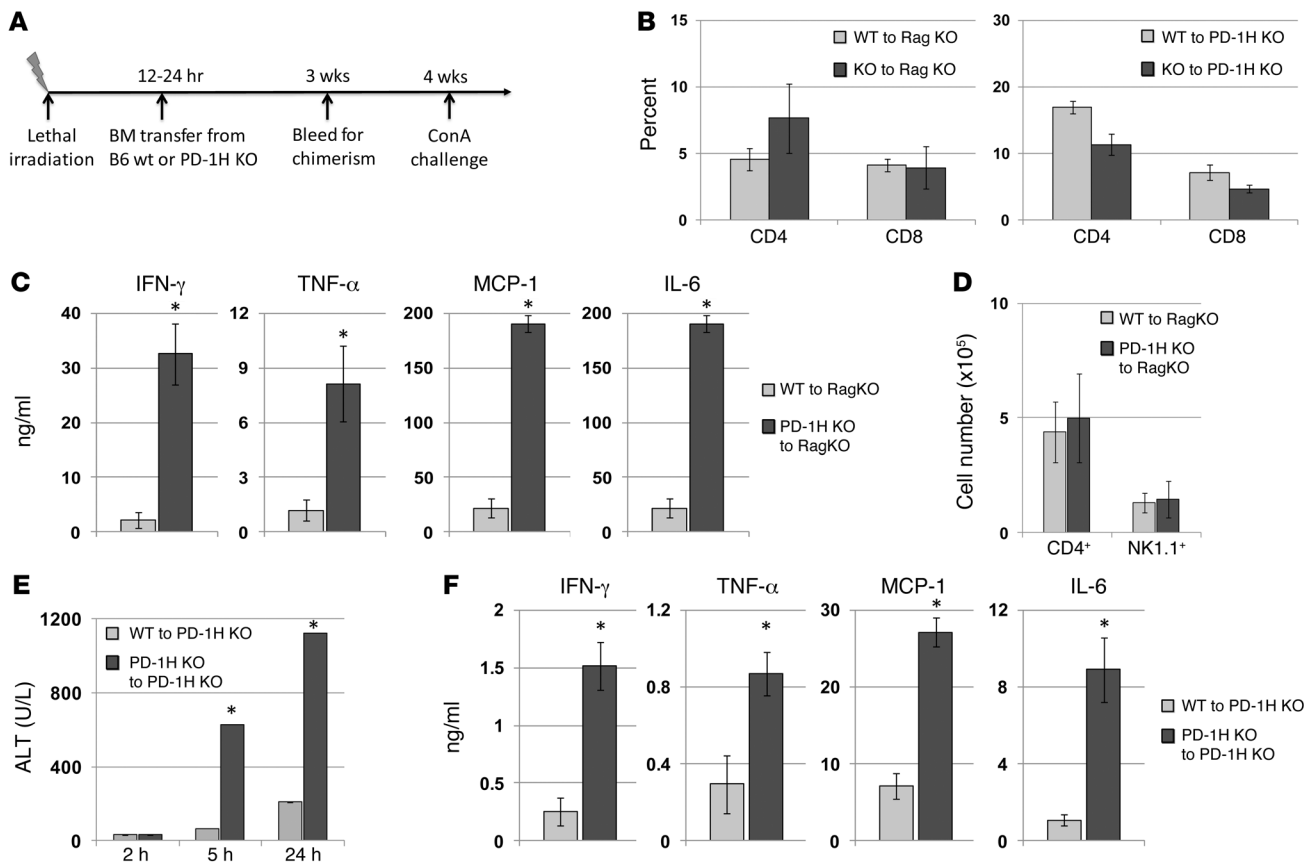 A
12-24 hr
3 wks
4 wks
Lethal
irradiation
BM transfer from
B6 wt or PD-1H KO
Bleed for
chimerism
ConA
challenge
B
Percent
15
10
5
0
WT to Rag KO
KO to Rag KO
CD4
CD8
30
20
10
0
WT to PD-1H KO
KO to PD-1H KO
CD4
CD8
C
ng/ml
IFN-γ
40
30
20
10
0
*
TNF-α
12
9
6
3
0
*
MCP-1
200
150
100
50
0
*
IL-6
200
150
100
50
0
*
WT to RagKO
PD-1H KO
to RagKO
D
Cell number (x10⁵)
10
5
0
WT to RagKO
PD-1H KO
to RagKO
CD4⁺
NK1.1⁺
E
ALT (U/L)
1200
800
400
0
WT to PD-1H KO
PD-1H KO
to PD-1H KO
*
*
2 h
5 h
24 h
F
ng/ml
IFN-γ
2
1.5
1
0.5
0
*
TNF-α
1.2
0.8
0.4
0
*
MCP-1
30
20
10
0
*
IL-6
12
8
4
0
*
WT to PD-1H KO
PD-1H KO
to PD-1H KO